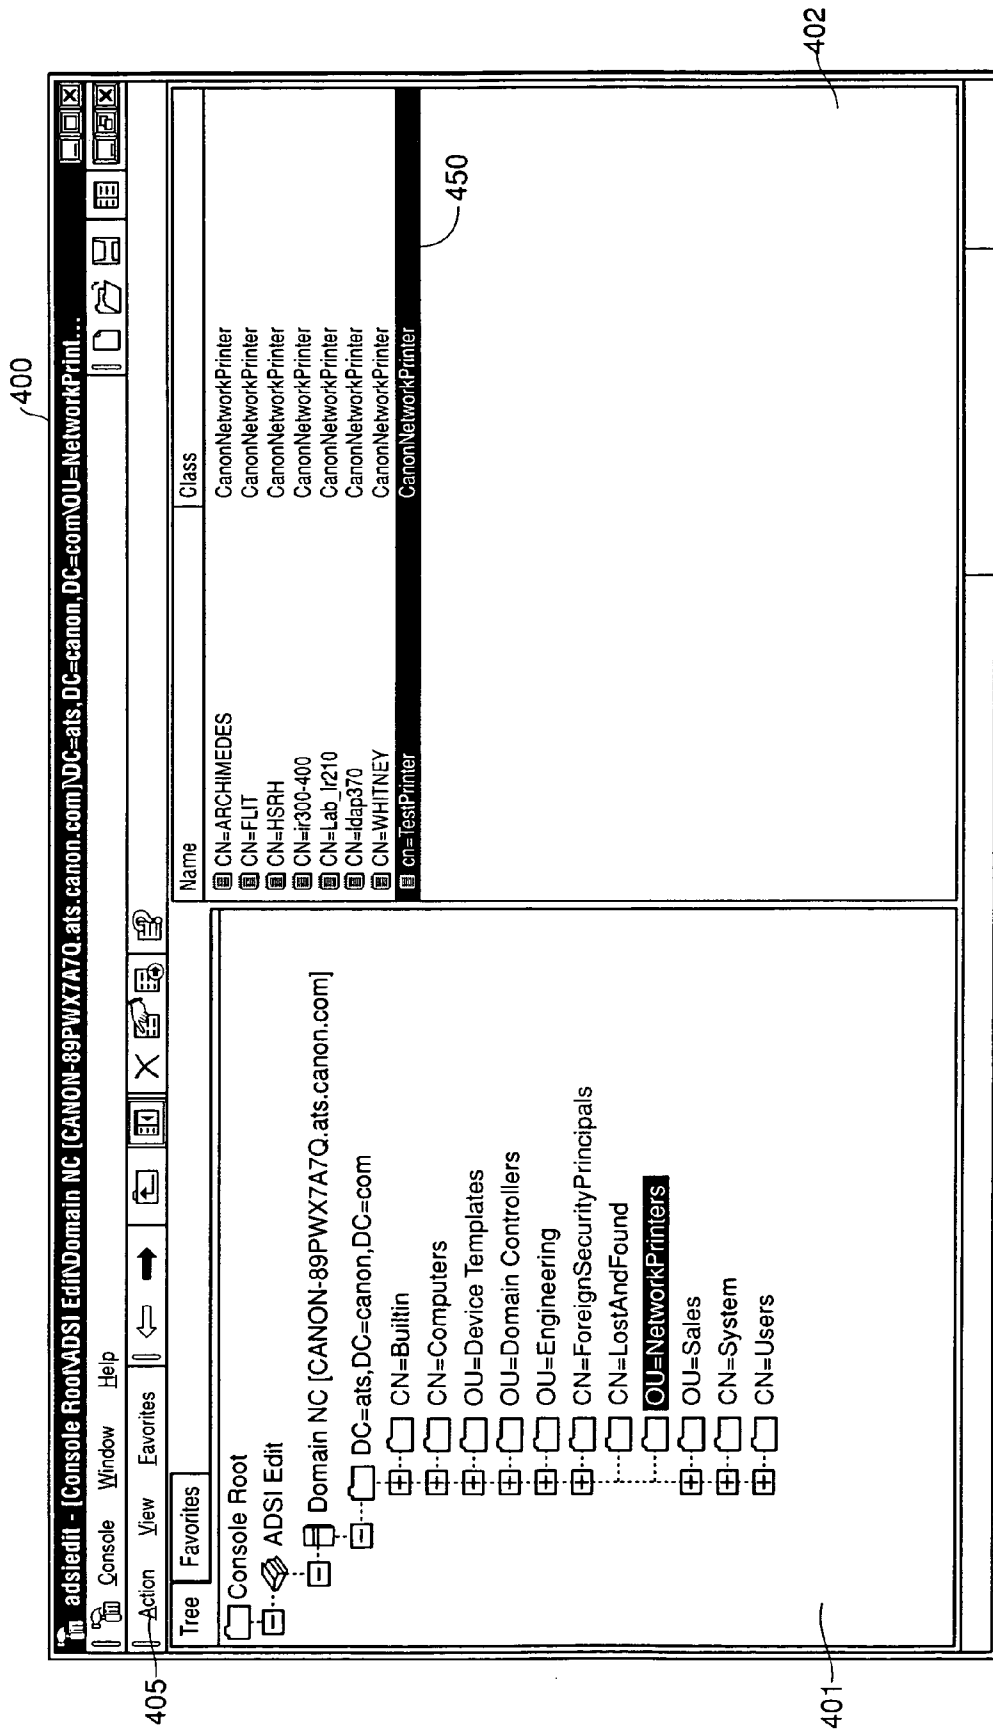 400
adsiedit - [Console Root\ADSI Edit\Domain NC [CANON-89PWX7A7Q.ats.canon.com]\DC=ats,DC=canon,DC=com\OU=NetworkPrint...
Console Window Help
405
Action View Favorites
Tree Favorites
Console Root
ADSI Edit
Domain NC [CANON-89PWX7A7Q.ats.canon.com]
DC=ats,DC=canon,DC=com
CN=Builtin
CN=Computers
OU=Device Templates
OU=Domain Controllers
OU=Engineering
CN=ForeignSecurityPrincipals
CN=LostAndFound
OU=NetworkPrinters
OU=Sales
CN=System
CN=Users
401
Name Class
CN=ARCHIMEDES CanonNetworkPrinter
CN=FLIT CanonNetworkPrinter
CN=HSRH CanonNetworkPrinter
CN=ir300-400 CanonNetworkPrinter
CN=Lab_Ir210 CanonNetworkPrinter
CN=ldap370 CanonNetworkPrinter
CN=WHITNEY CanonNetworkPrinter
cn=TestPrinter CanonNetworkPrinter
450
402